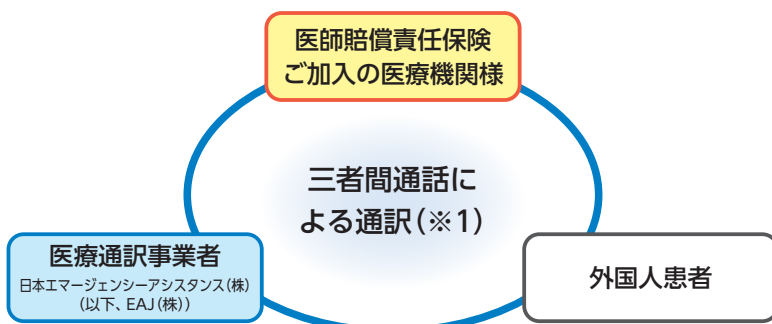 医師賠償責任保険
ご加入の医療機関様
三者間通話に
よる通訳(※1)
医療通訳事業者
日本エマージェンシーアシスタンス(株)
(以下、EAJ(株))
外国人患者